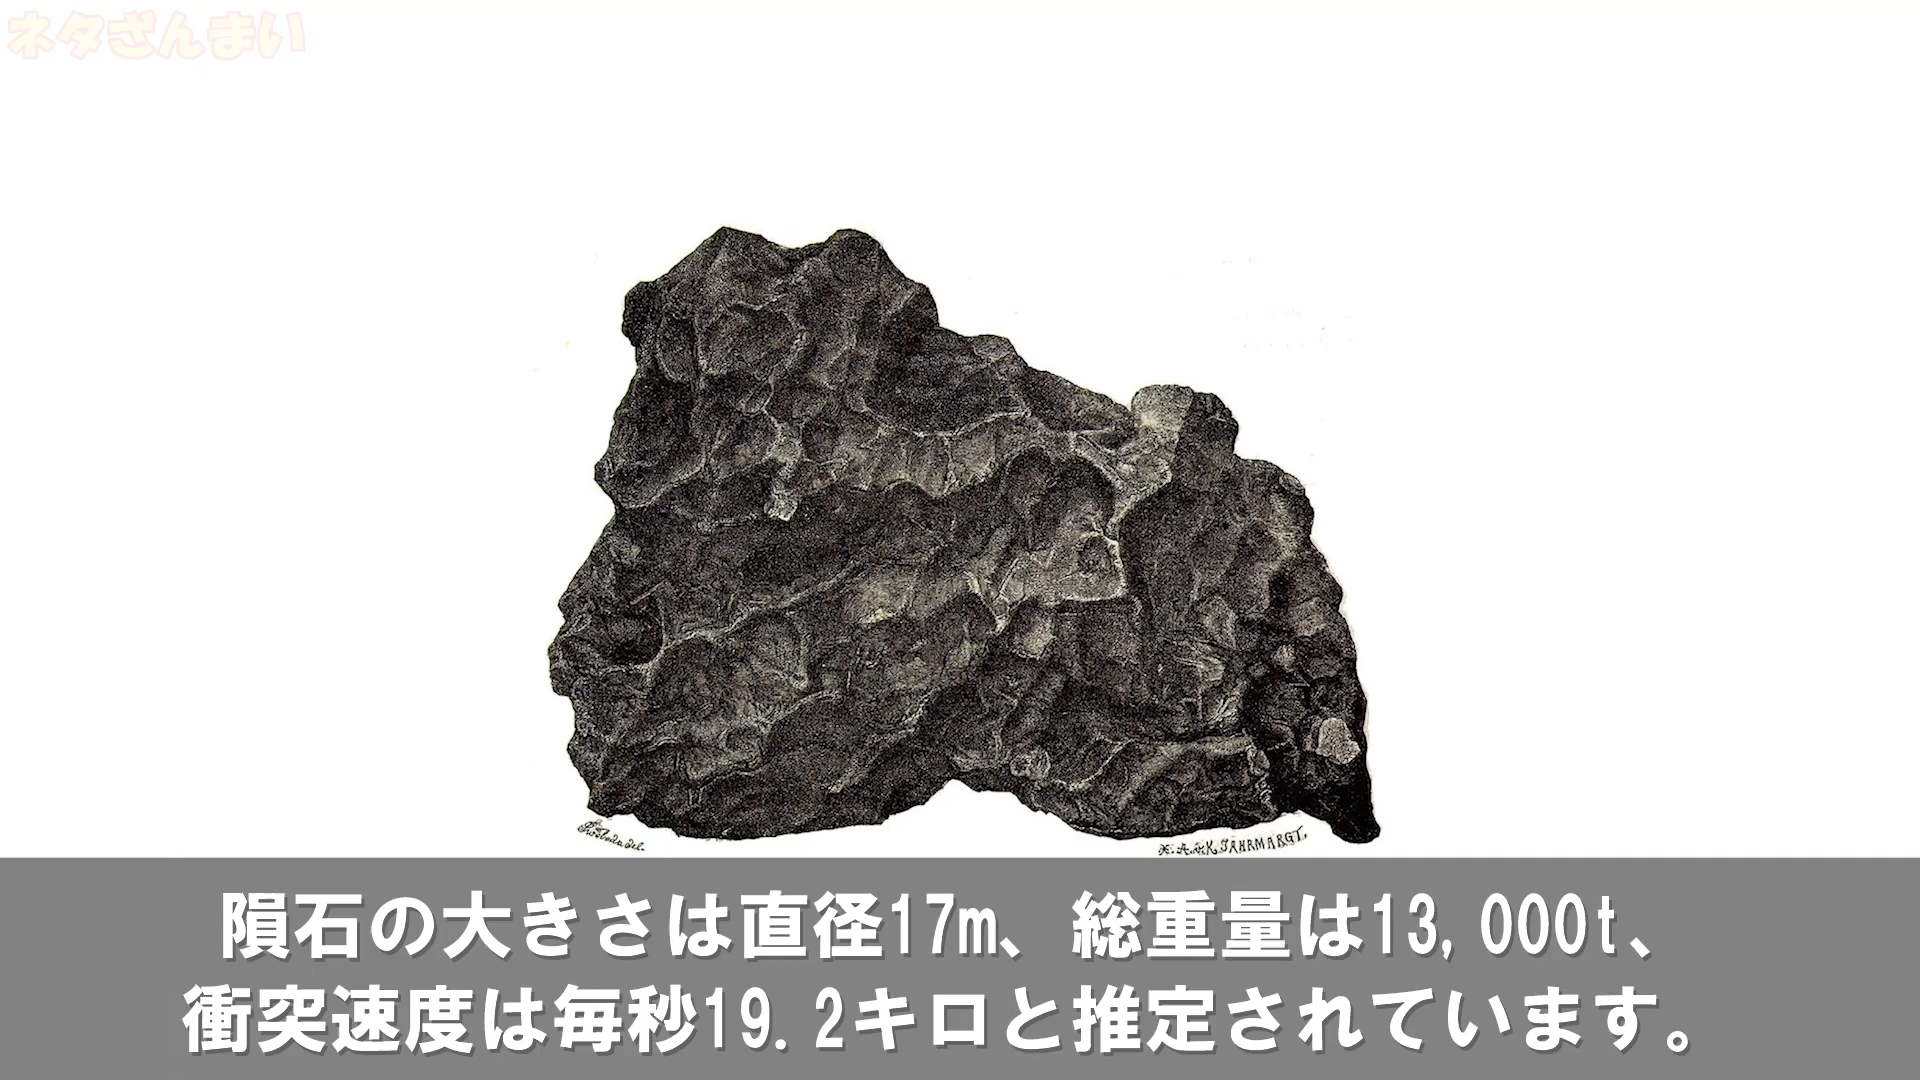 ネタざんまい
H. A. & K. JAHRMARGT.
隕石の大きさは直径17m、総重量は13,000t、
衝突速度は毎秒19.2キロと推定されています。